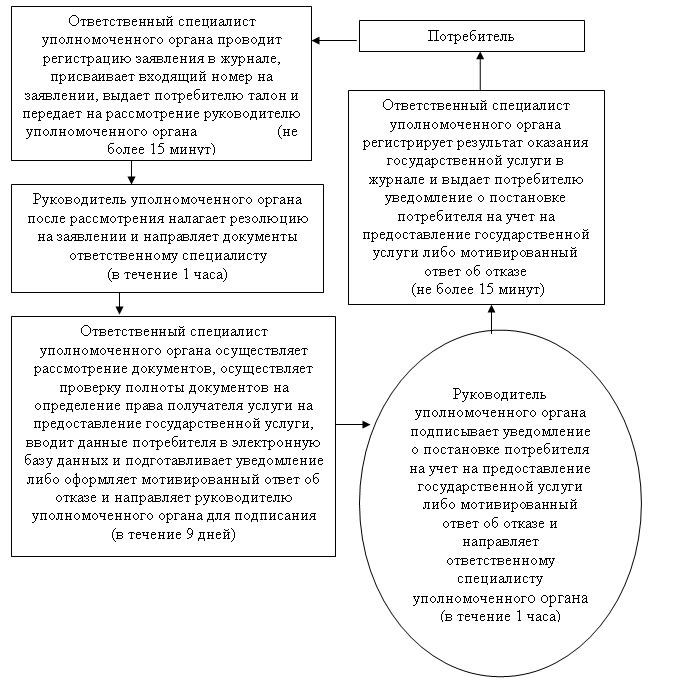 Ответственный специалист
уполномоченного органа проводит
регистрацию заявления в журнале,
присваивает входящий номер на
заявлении, выдает потребителю талон и
передает на рассмотрение руководителю
уполномоченного органа (не
более 15 минут)
Руководитель уполномоченного органа
после рассмотрения налагает резолюцию
на заявлении и направляет документы
ответственному специалисту
(в течение 1 часа)
Ответственный специалист
уполномоченного органа осуществляет
рассмотрение документов, осуществляет
проверку полноты документов на
определение права получателя услуги на
предоставление государственной услуги,
вводит данные потребителя в электронную
базу данных и подготавливает уведомление
либо оформляет мотивированный ответ об
отказе и направляет руководителю
уполномоченного органа для подписания
(в течение 9 дней)
Руководитель
уполномоченного органа
подписывает уведомление
о постановке потребителя
на учет на предоставление
государственной услуги
либо мотивированный
ответ об отказе и
направляет
ответственному
специалисту
уполномоченного органа
(в течение 1 часа)
Ответственный специалист
уполномоченного органа
регистрирует результат оказания
государственной услуги в
журнале и выдает потребителю
уведомление о постановке
потребителя на учет на
предоставление государственной
услуги либо мотивированный
ответ об отказе
(не более 15 минут)
Потребитель